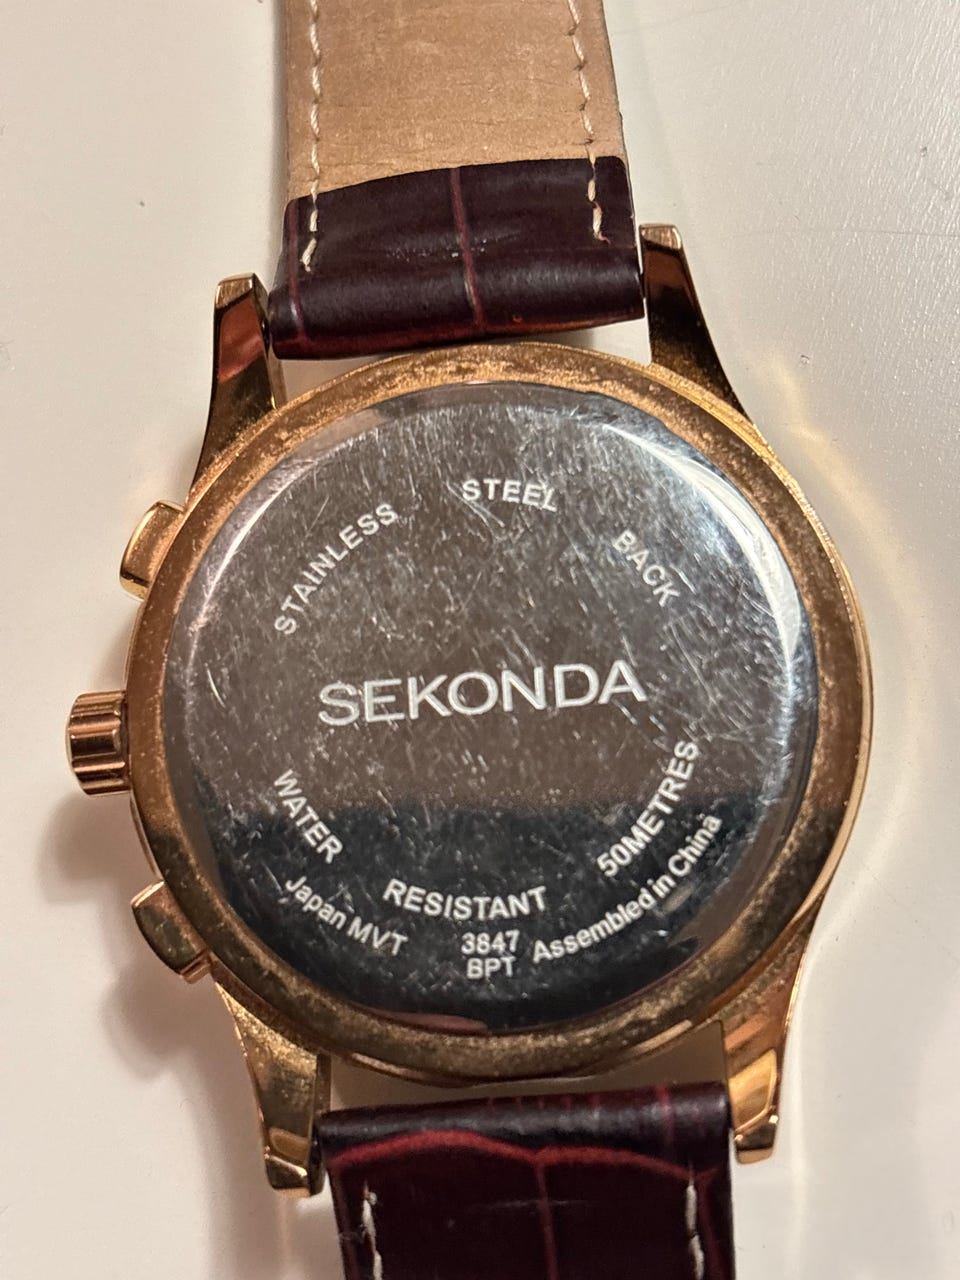 STAINLESS STEEL BACK
SEKONDA
WATER RESISTANT 50METRES
Japan MVT 3847 Assembled in China
BPT